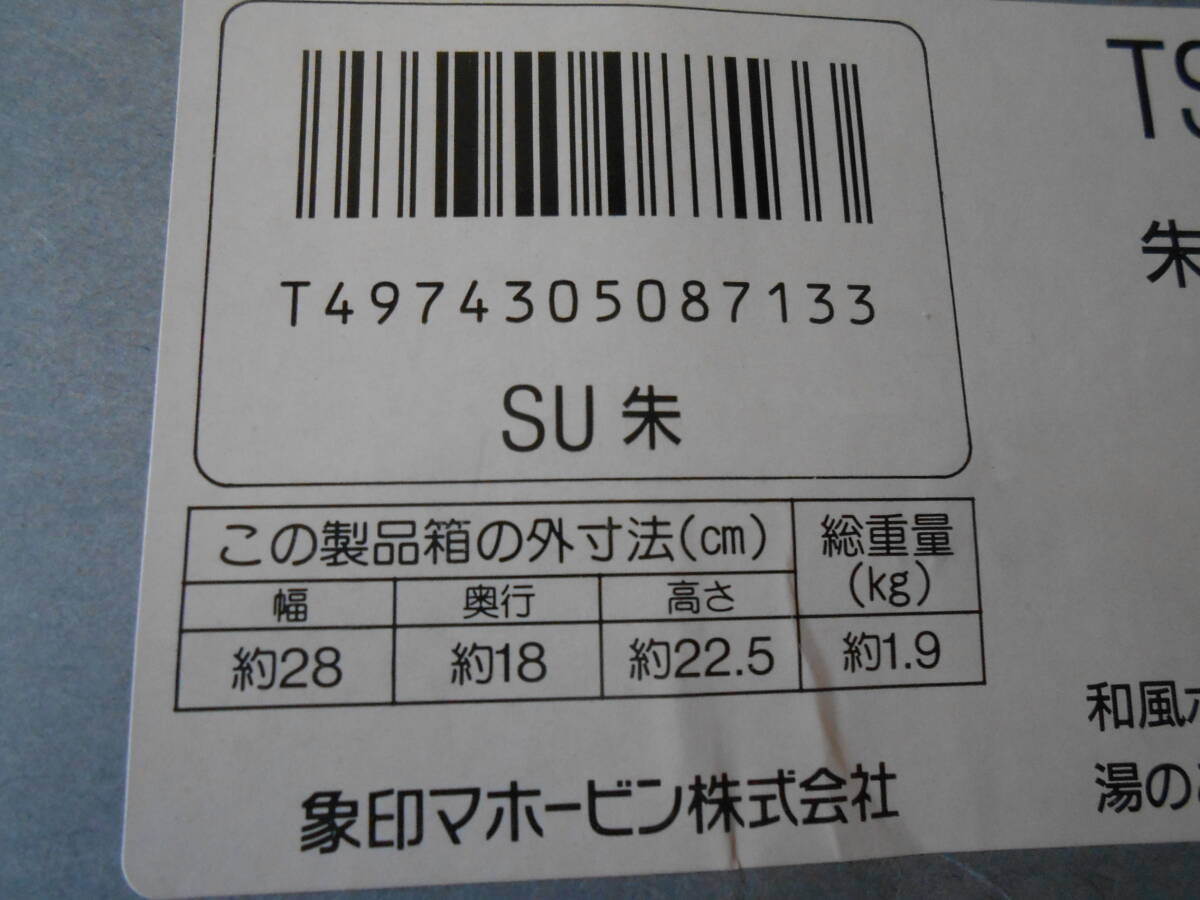 T4974305087133
SU 朱
この製品箱の外寸法(cm) 総重量(kg)
幅 奥行 高さ
約28 約18 約22.5 約1.9
象印マホービン株式会社
TS
朱
和風ポ
湯の